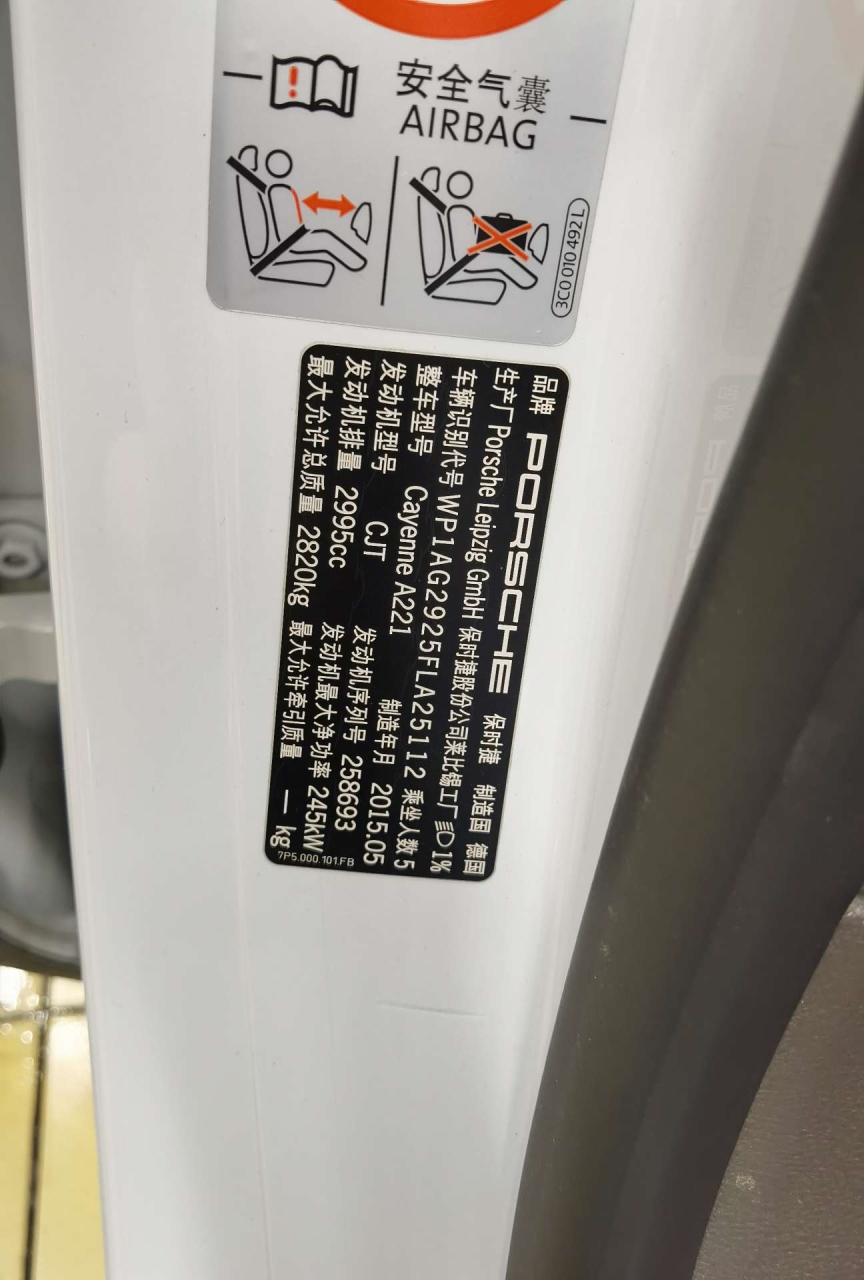 安全气囊
AIRBAG
3C0 010 492 L
品牌 PORSCHE 保时捷 制造国 德国
生产厂 Porsche Leipzig GmbH 保时捷股份公司莱比锡工厂 1%
车辆识别代号 WP1AG2925FLA25112 乘坐人数 5
整车型号 Cayenne A221 制造年月 2015.05
发动机型号 CJT 发动机序列号 258693
发动机排量 2995cc 发动机最大净功率 245kW
最大允许总质量 2820kg 最大允许牵引质量 — kg
7P5.000.101.FB